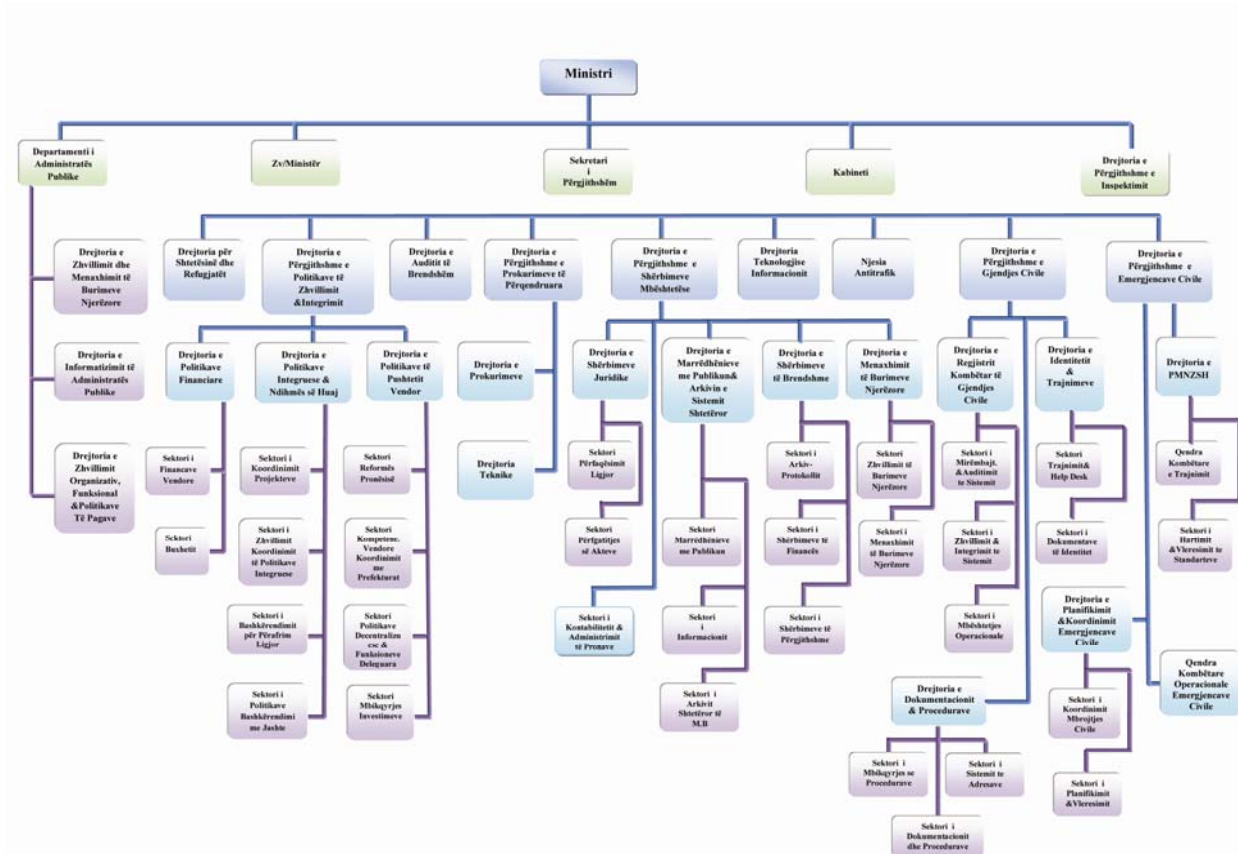 Ministri
Departamenti i
Administratës
Publike
Zv/Ministër
Sekretari
i
Përgjithshëm
Kabineti
Drejtoria e
Përgjithshme e
Inspektimit
Drejtoria e
Zhvillimit dhe
Menaxhimit të
Burimeve
Njerëzore
Drejtoria e
Informatizimit të
Administratës
Publike
Drejtoria e
Zhvillimit
Organizativ,
Funksional
&Politikave
Të Pagave
Drejtoria për
Shtetësinë dhe
Refugjatët
Drejtoria e
Përgjithshme e
Politikave të
Zhvillimit
&Integrimit
Drejtoria e
Auditit të
Brendshëm
Drejtoria e
Përgjithshme e
Prokurimeve të
Përqendruara
Drejtoria e
Përgjithshme e
Shërbimeve
Mbështetëse
Drejtoria
Teknologjise
Informacionit
Njesia
Antitrafik
Drejtoria e
Përgjithshme e
Gjendjes Civile
Drejtoria e
Përgjithshme e
Emergjencave Civile
Drejtoria e
Politikave
Financiare
Drejtoria e
Politikave
Integruese &
Ndihmës së Huaj
Drejtoria e
Politikave të
Pushtetit
Vendor
Drejtoria e
Prokurimeve
Drejtoria
Teknike
Drejtoria e
Shërbimeve
Juridike
Drejtoria e
Marrëdhënieve
me Publikun&
Arkivin e
Sistemit
Shtetëror
Drejtoria e
Shërbimeve
të Brendshme
Drejtoria e
Menaxhimit të
Burimeve
Njerëzore
Drejtoria e
Regjistrit
Kombëtar të
Gjendjes
Civile
Drejtoria e
Identitetit
&
Trajnimeve
Drejtoria e
PMNZSH
Sektori i
Financave
Vendore
Sektori
Buxhetit
Sektori i
Koordinimit
Projekteve
Sektori i
Zhvillimit
Koordinimit
të Politikave
Integruese
Sektori i
Bashkërendimit
për Përafrim
Ligjor
Sektori i
Politikave
Bashkërendimi
me Jashte
Sektori
Reformës
Pronësisë
Sektori
Kompetenc.
Vendore
Koordinimit
me
Prefekturat
Sektori
Politikave
Decentralizu
ese &
Funksioneve
Deleguara
Sektori
Mbikqyrjes
Investimeve
Sektori
Përfaqësimit
Ligjor
Sektori
Përfgatitjes
së Akteve
Sektori i
Kontabilitetit &
Administrimit
të Pronave
Sektori
Marrëdhënieve
me Publikun
Sektori
i
Informacionit
Sektori i
Arkivit
Shtetëror të
M.B
Sektori i
Arkiv-
Protokollit
Sektori i
Shërbimeve të
Financës
Sektori i
Shërbimeve të
Përgjithshme
Sektori
Zhvillimit të
Burimeve
Njerëzore
Sektori i
Menaxhimit
të Burimeve
Njerëzore
Sektori i
Mirëmbajt,
&Auditimit
te Sistemit
Sektori i
Zhvillimit &
Integrimit te
Sistemit
Sektori i
Mbështetjes
Operacionale
Sektori
Trajnimit&
Help Desk
Sektori i
Dokumentave
të Identitet
Qendra
Kombëtare
e Trajnimit
Sektori i
Hartimit
&Vleresimit te
Standarteve
Drejtoria e
Planifikimit
&Koordinimit
Emergjencave
Civile
Qendra
Kombëtare
Operacionale
Emergjencave
Civile
Drejtoria e
Dokumentacionit
& Procedurave
Sektori i
Koordinimit
Mbrojtjes
Civile
Sektori i
Mbikqyrjes se
Procedurave
Sektori i
Sistemit te
Adresave
Sektori i
Planifikimit
&Vleresimit
Sektori i
Dokumentacionit
dhe Procedurave